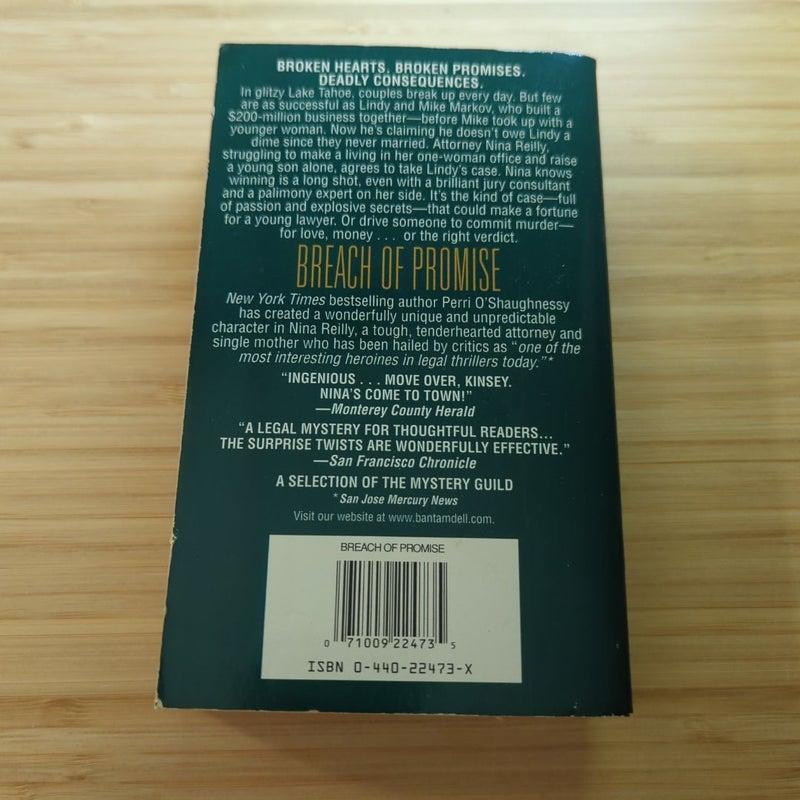 BROKEN HEARTS. BROKEN PROMISES.
DEADLY CONSEQUENCES.
In glitzy Lake Tahoe, couples break up every day. But few
are as successful as Lindy and Mike Markov, who built a
$200-million business together—before Mike took up with a
younger woman. Now he's claiming he doesn't owe Lindy a
dime since they never married. Attorney Nina Reilly,
struggling to make a living in her one-woman office and raise
a young son alone, agrees to take Lindy's case. Nina knows
winning is a long shot, even with a brilliant jury consultant
and a palimony expert on her side. It's the kind of case—full
of passion and explosive secrets—that could make a fortune
for a young lawyer. Or drive someone to commit murder—
for love, money . . . or the right verdict.
BREACH OF PROMISE
New York Times bestselling author Perri O'Shaughnessy
has created a wonderfully unique and unpredictable
character in Nina Reilly, a tough, tenderhearted attorney and
single mother who has been hailed by critics as "one of the
most interesting heroines in legal thrillers today."*
"INGENIOUS . . . MOVE OVER, KINSEY.
NINA'S COME TO TOWN!"
—Monterey County Herald
"A LEGAL MYSTERY FOR THOUGHTFUL READERS...
THE SURPRISE TWISTS ARE WONDERFULLY EFFECTIVE."
—San Francisco Chronicle
A SELECTION OF THE MYSTERY GUILD
*San Jose Mercury News
Visit our website at www.bantamdell.com.
BREACH OF PROMISE
0 71009 22473 5
ISBN 0-440-22473-X